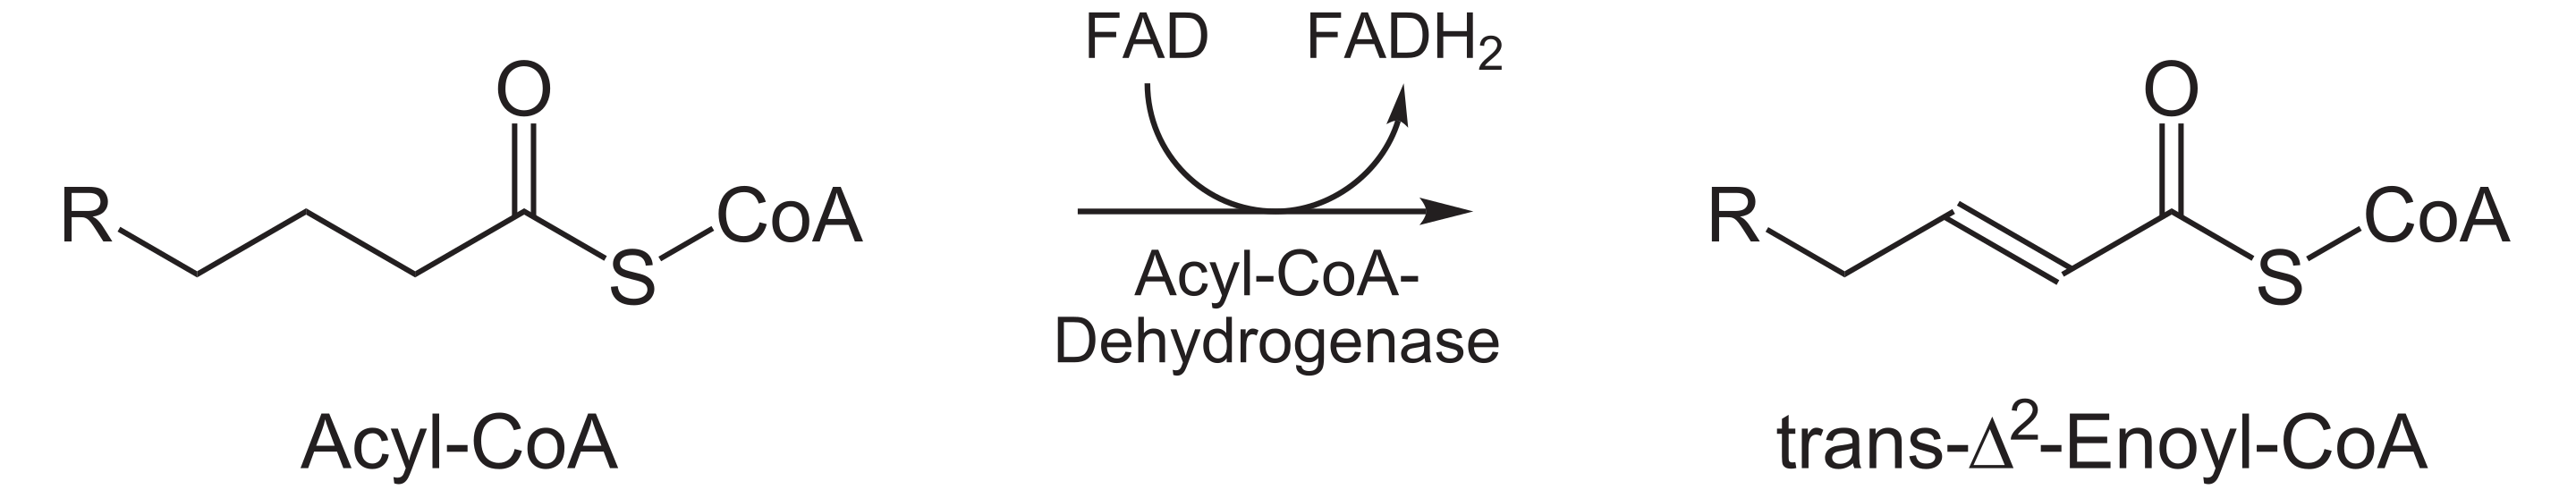 FAD FADH₂
O
R
S
CoA
Acyl-CoA-
Dehydrogenase
O
R
S
CoA
Acyl-CoA
trans-Δ²-Enoyl-CoA